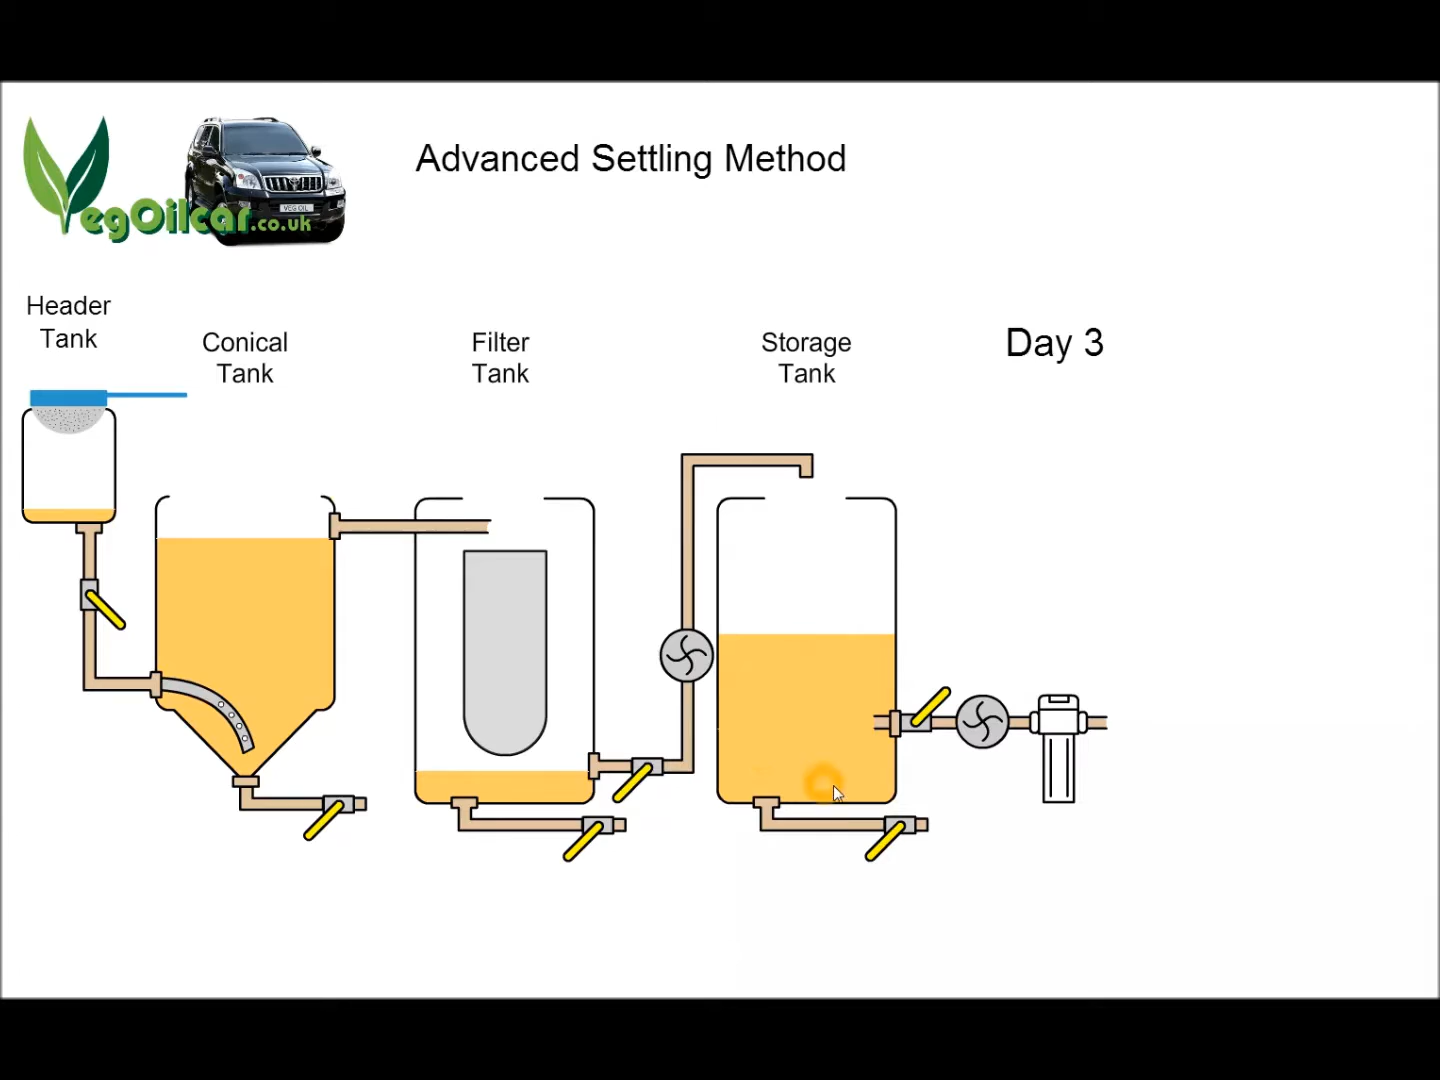 VegOilcar.co.uk
VEG OIL
Advanced Settling Method
Header
Tank
Conical
Tank
Filter
Tank
Storage
Tank
Day 3